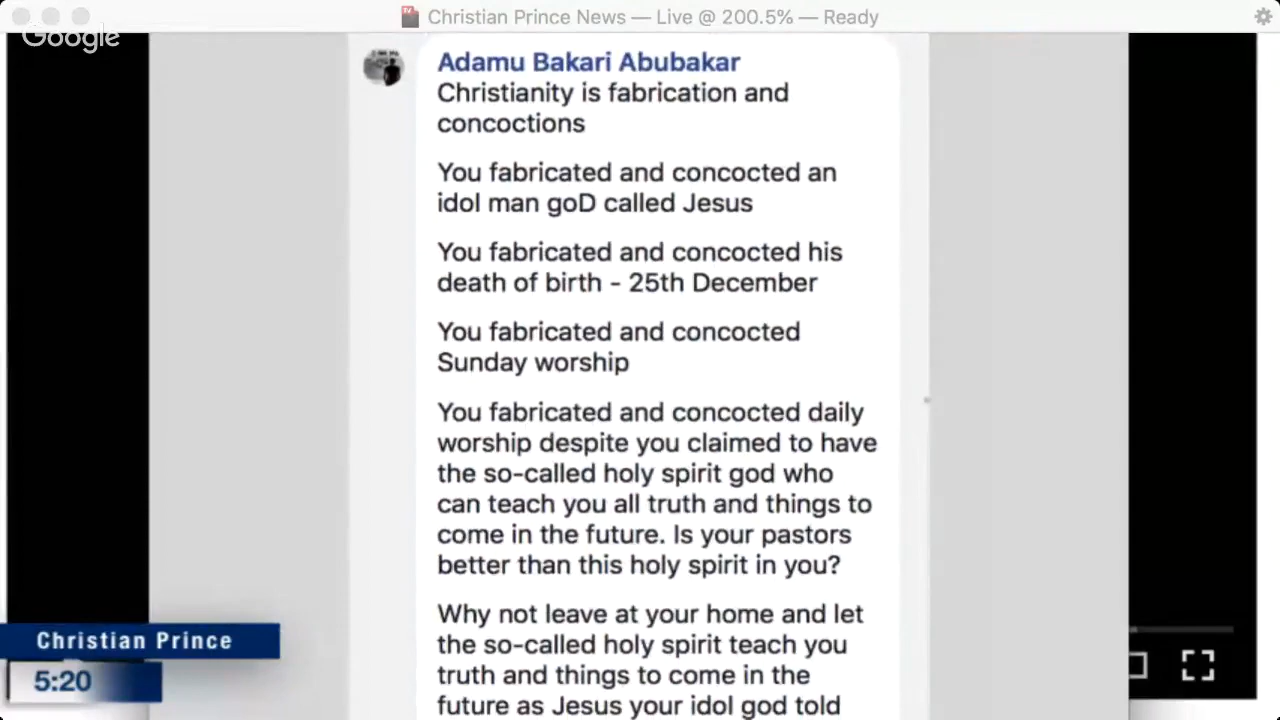 Christian Prince News — Live @ 200.5% — Ready
Google
Adamu Bakari Abubakar
Christianity is fabrication and
concoctions
You fabricated and concocted an
idol man goD called Jesus
You fabricated and concocted his
death of birth - 25th December
You fabricated and concocted
Sunday worship
You fabricated and concocted daily
worship despite you claimed to have
the so-called holy spirit god who
can teach you all truth and things to
come in the future. Is your pastors
better than this holy spirit in you?
Why not leave at your home and let
the so-called holy spirit teach you
truth and things to come in the
future as Jesus your idol god told
Christian Prince
5:20